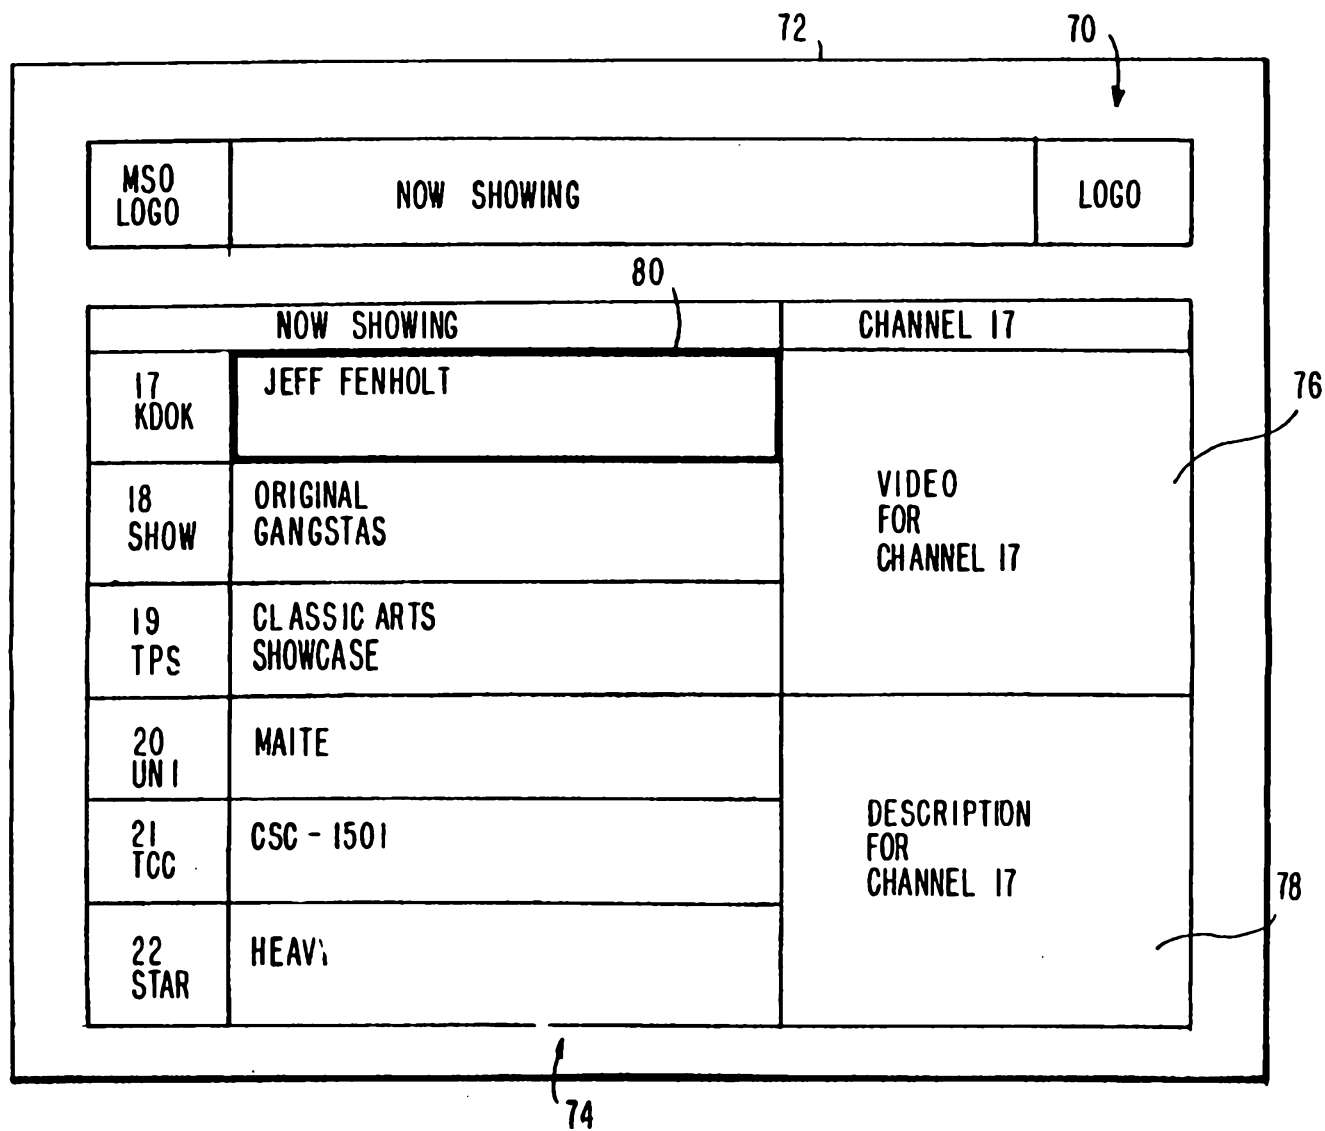 72
70
MSO
LOGO
NOW SHOWING
LOGO
80
NOW SHOWING
CHANNEL 17
17
KDOK
JEFF FENHOLT
76
18
SHOW
ORIGINAL
GANGSTAS
VIDEO
FOR
CHANNEL 17
19
TPS
CLASSIC ARTS
SHOWCASE
20
UNI
MAITE
21
TCC
CSC - 1501
DESCRIPTION
FOR
CHANNEL 17
78
22
STAR
HEAVY
74